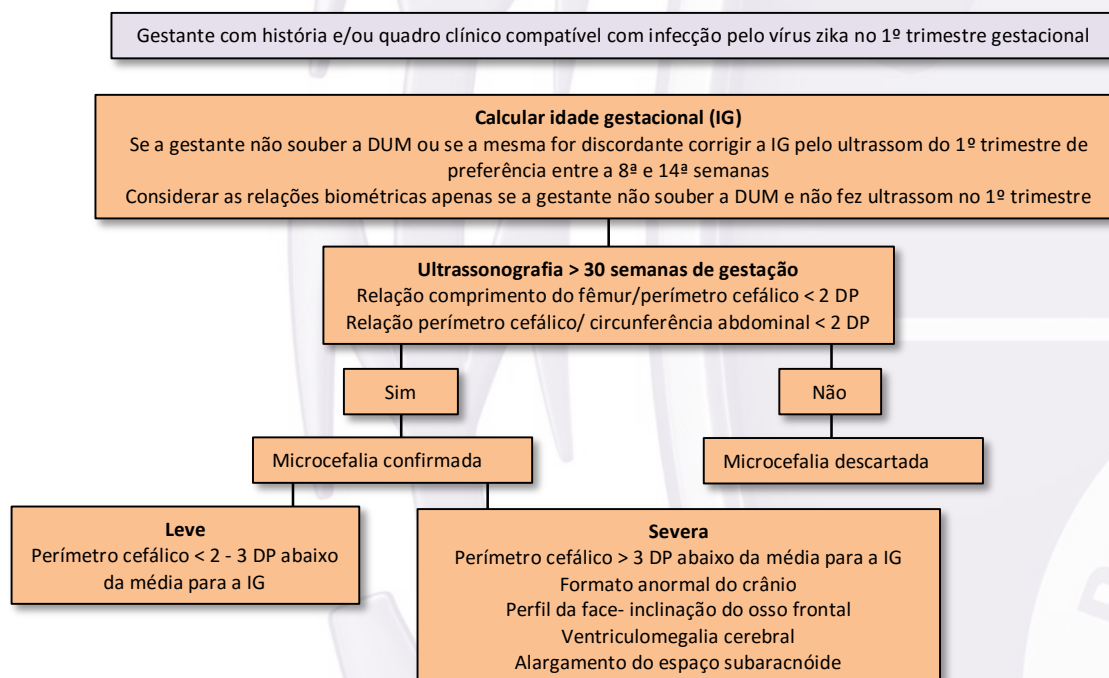 Gestante com história e/ou quadro clínico compatível com infecção pelo vírus zika no 1º trimestre gestacional
Calcular idade gestacional (IG)
Se a gestante não souber a DUM ou se a mesma for discordante corrigir a IG pelo ultrassom do 1º trimestre de
preferência entre a 8ª e 14ª semanas
Considerar as relações biométricas apenas se a gestante não souber a DUM e não fez ultrassom no 1º trimestre
Ultrassonografia > 30 semanas de gestação
Relação comprimento do fêmur/perímetro cefálico < 2 DP
Relação perímetro cefálico/ circunferência abdominal < 2 DP
Sim
Não
Microcefalia confirmada
Microcefalia descartada
Leve
Perímetro cefálico < 2 - 3 DP abaixo
da média para a IG
Severa
Perímetro cefálico > 3 DP abaixo da média para a IG
Formato anormal do crânio
Perfil da face- inclinação do osso frontal
Ventriculomegalia cerebral
Alargamento do espaço subaracnóide